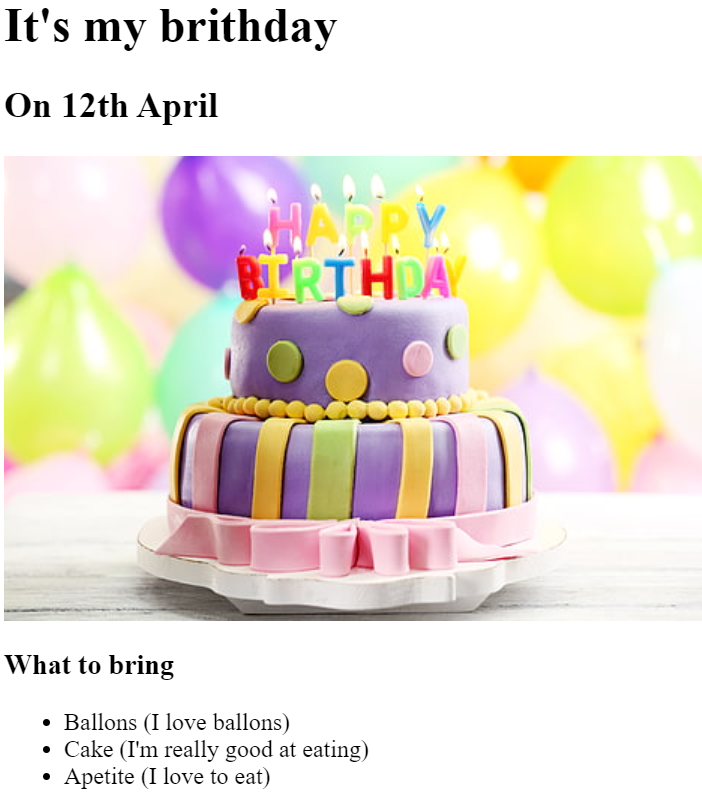 It's my brithday
On 12th April
HAPPY
BIRTHDAY
What to bring
Ballons (I love ballons)
Cake (I'm really good at eating)
Apetite (I love to eat)